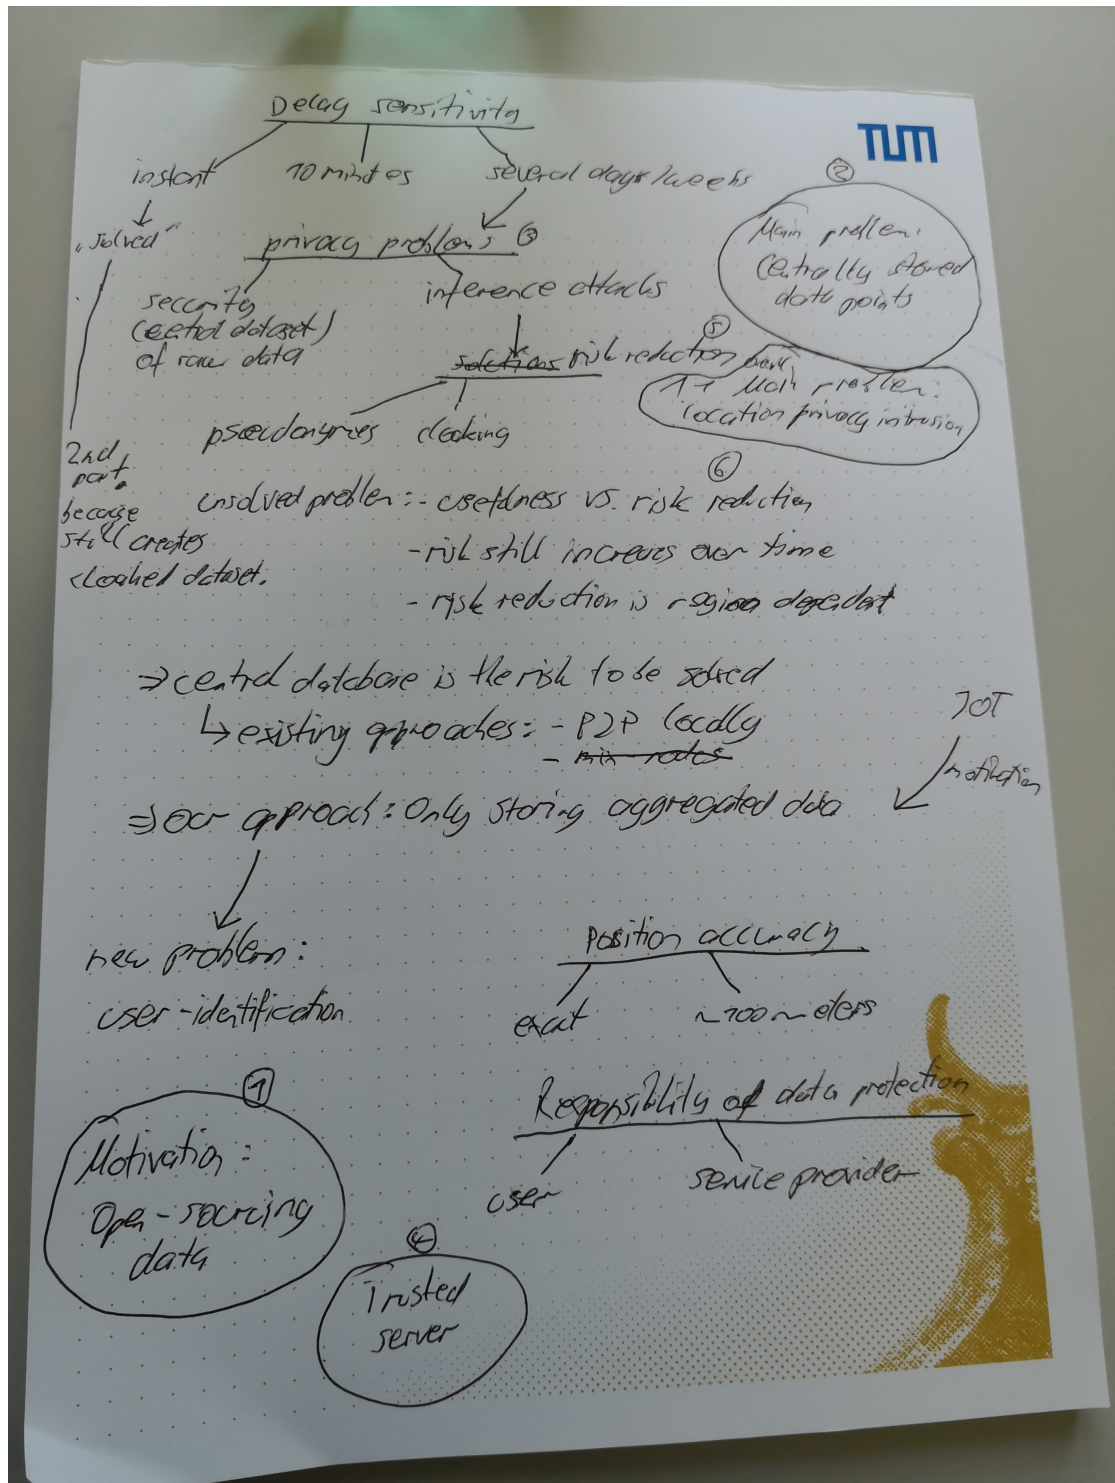 Delay sensitivity
TUM
instant
10 minutes
several days/weeks
②
"solved"
privacy problems ③
Main problem:
Centrally stored
data points
security
(central dataset)
of raw data
inference attacks
⑤
solutions risk reduction
1+ Main problem:
location privacy intrusion
pseudonymies
cloaking
2nd
part,
because
still creates
cloaked dataset.
⑥
unsolved problem: - usefulness vs. risk reduction
- risk still increases over time
- risk reduction is region dependent
⇒ central database is the risk to be solved
↳ existing approaches: - P2P locally
- mix-nodes
IOT
motivation
⇒ our approach: Only storing aggregated data
new problem:
user-identification
Position accuracy
exact
~100 meters
Responsibility of data protection
user
service provider
①
Motivation:
Open-sourcing
data
④
Trusted
server